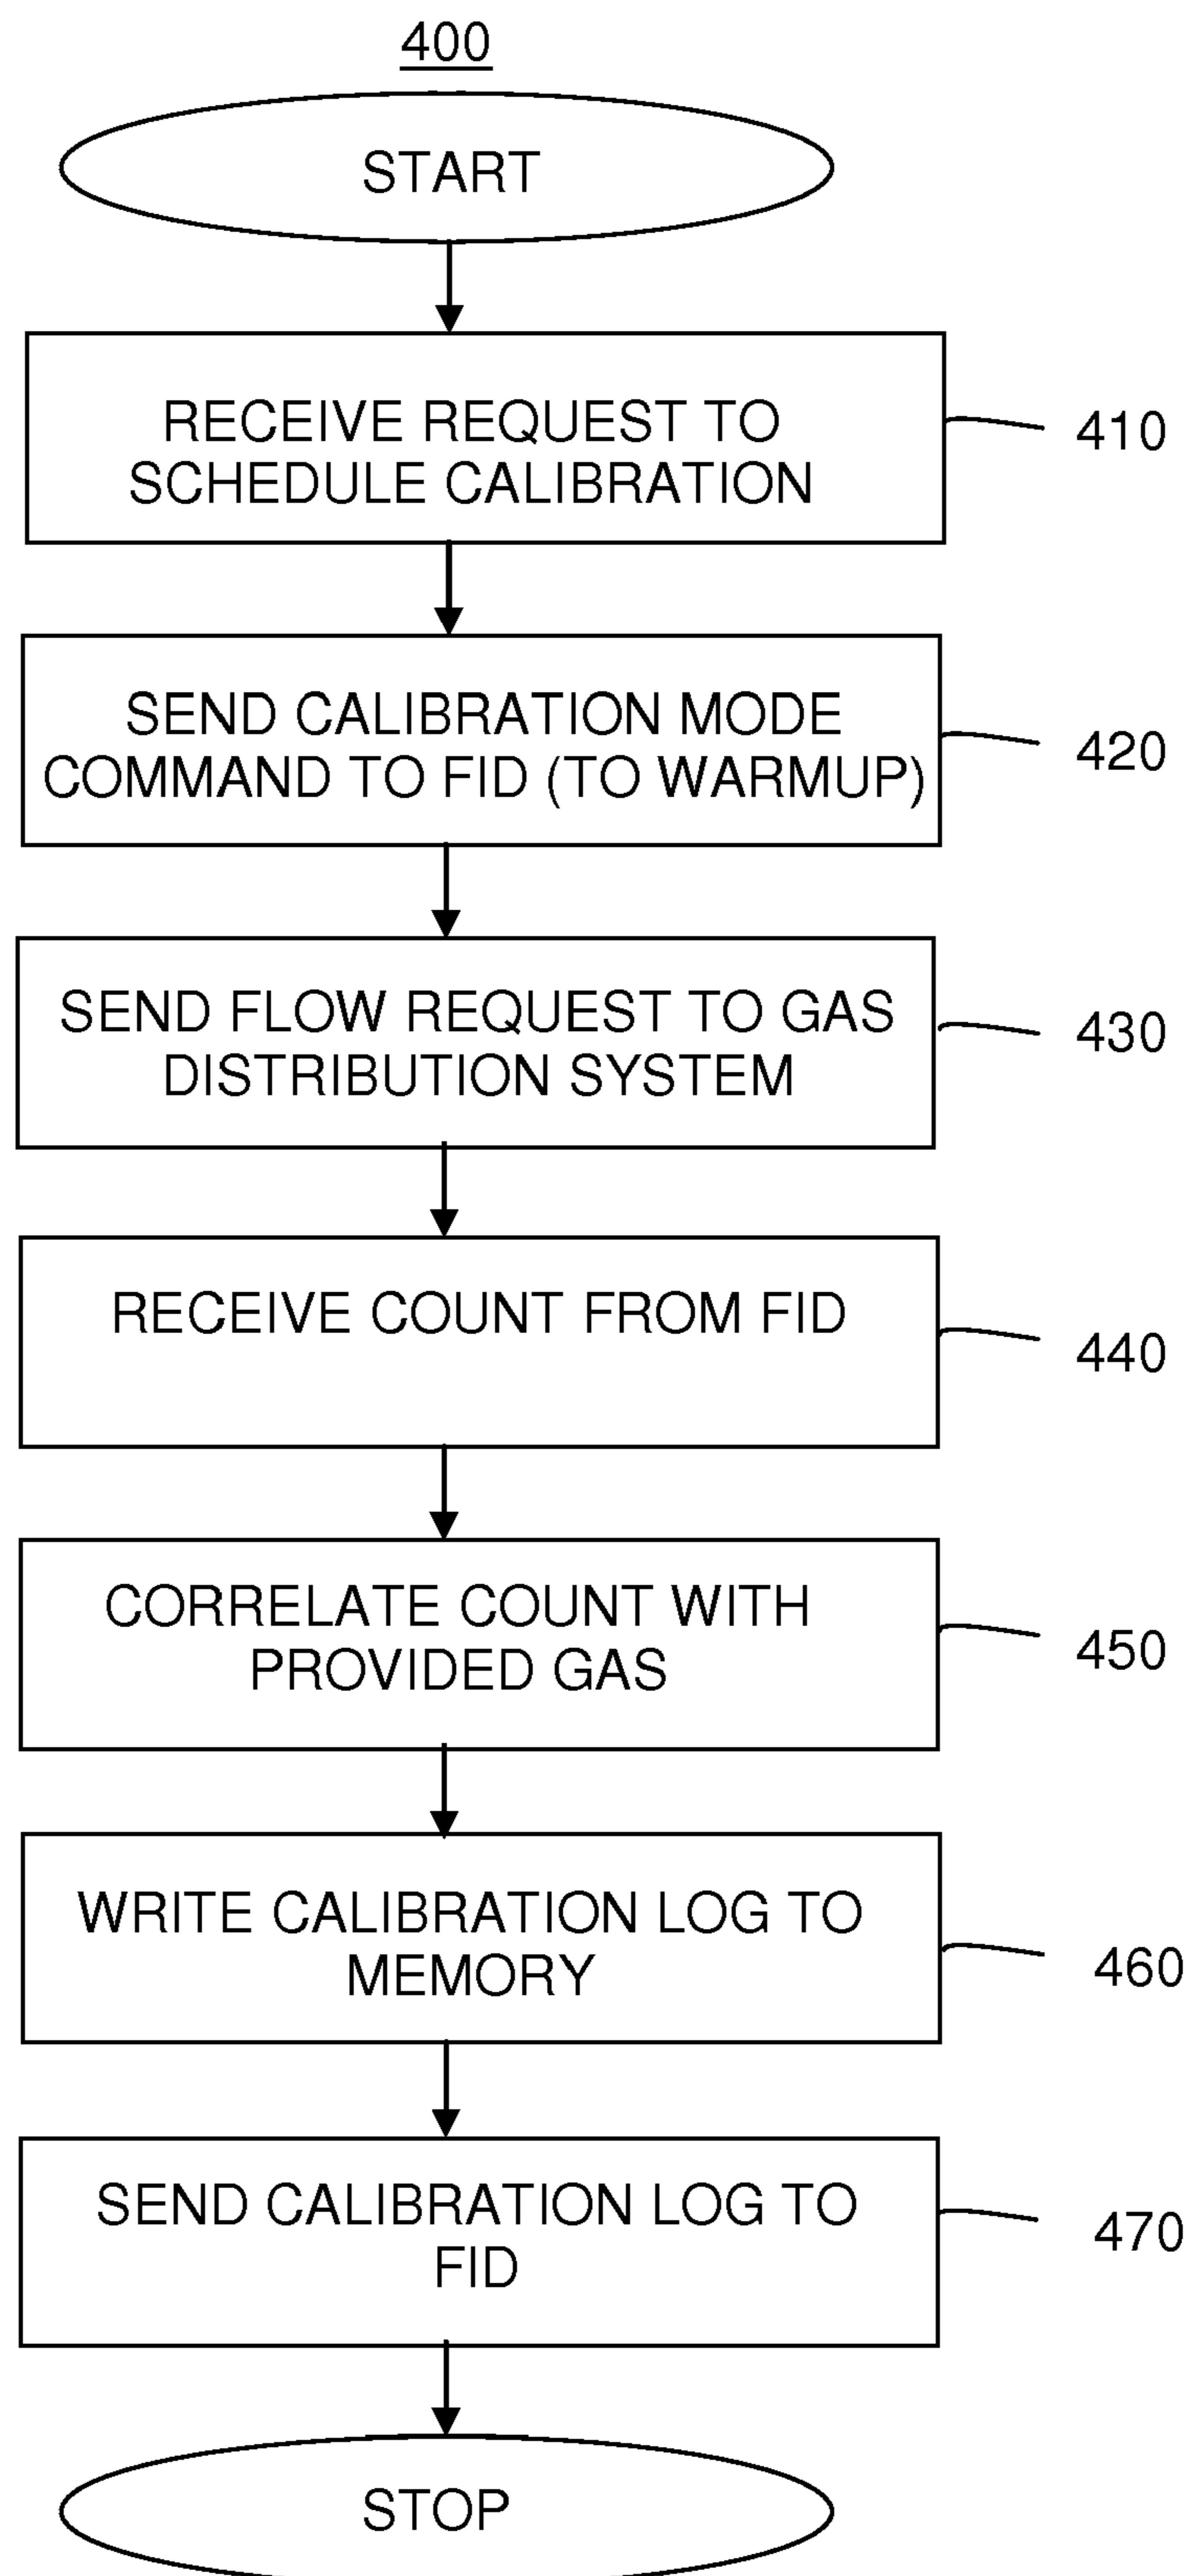 400
START
RECEIVE REQUEST TO
SCHEDULE CALIBRATION
410
SEND CALIBRATION MODE
COMMAND TO FID (TO WARMUP)
420
SEND FLOW REQUEST TO GAS
DISTRIBUTION SYSTEM
430
RECEIVE COUNT FROM FID
440
CORRELATE COUNT WITH
PROVIDED GAS
450
WRITE CALIBRATION LOG TO
MEMORY
460
SEND CALIBRATION LOG TO
FID
470
STOP